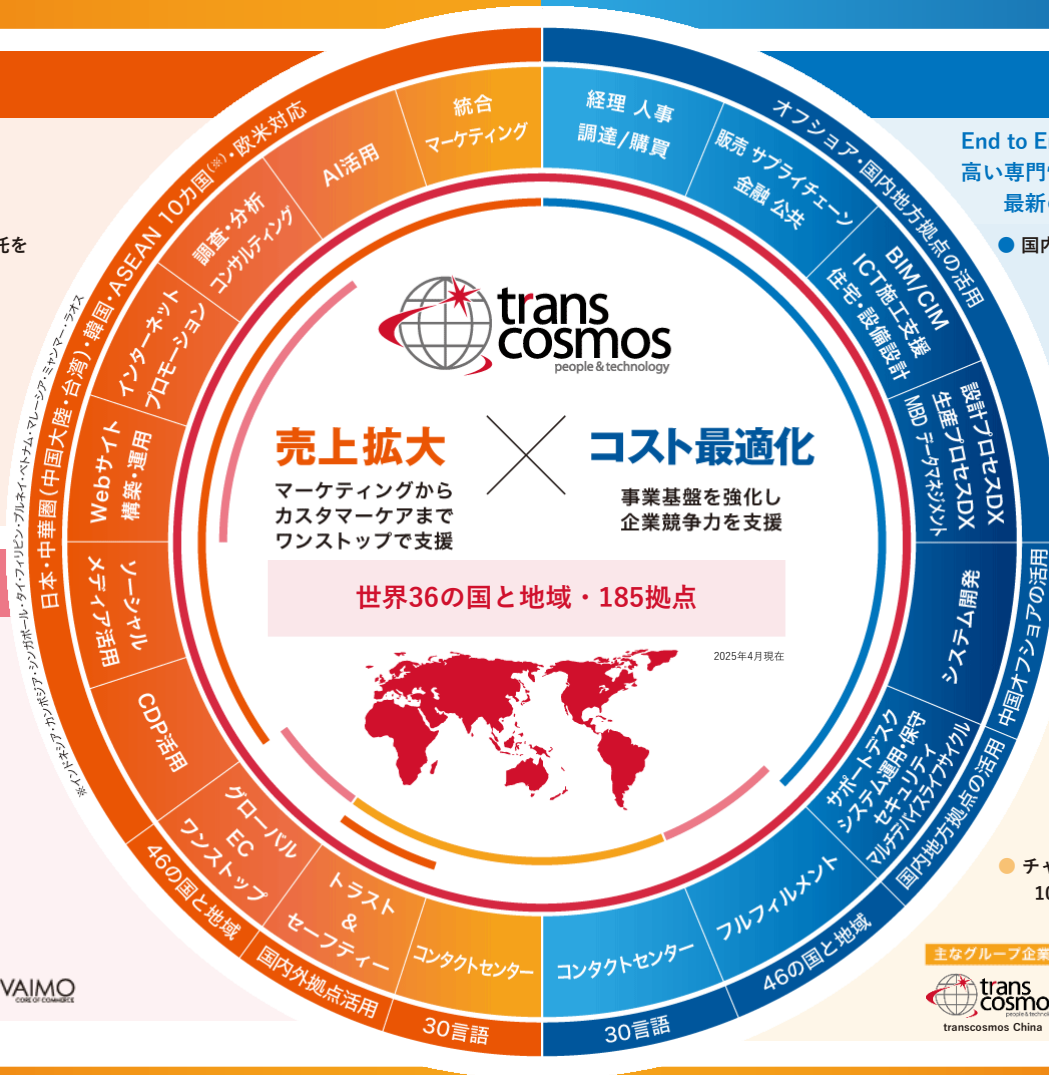 日本・中華圏(中国大陸・台湾)・韓国・ASEAN 10カ国(※)・欧米対応
※インドネシア・カンボジア・シンガポール・タイ・フィリピン・ブルネイ・ベトナム・マレーシア・ミャンマー・ラオス
統合
マーケティング
AI活用
調査・分析
コンサルティング
インターネット
プロモーション
Webサイト
構築・運用
ソーシャル
メディア活用
CDP活用
グローバル
EC
ワンストップ
トラスト
&
セーフティー
コンタクトセンター
46の国と地域
国内外拠点活用
30言語
オフショア・国内地方拠点の活用
経理 人事
調達/購買
販売 サプライチェーン
金融 公共
BIM/CIM
ICT施工支援
住宅・設備設計
設計プロセスDX
生産プロセスDX
MBD データマネジメント
システム開発
中国オフショアの活用
サポートデスク
システム運用・保守
セキュリティ
マルチデバイスライフサイクル
国内地方拠点の活用
フルフィルメント
46の国と地域
コンタクトセンター
30言語
trans
cosmos
people & technology
売上拡大
マーケティングから
カスタマーケアまで
ワンストップで支援
コスト最適化
事業基盤を強化し
企業競争力を支援
世界36の国と地域・185拠点
2025年4月現在
託を
VAIMO
CORE OF COMMERCE
End to E
高い専門
最新
● 国内
● チャ
10
主なグループ企業
trans
cosmo
people & technolo
transcosmos China